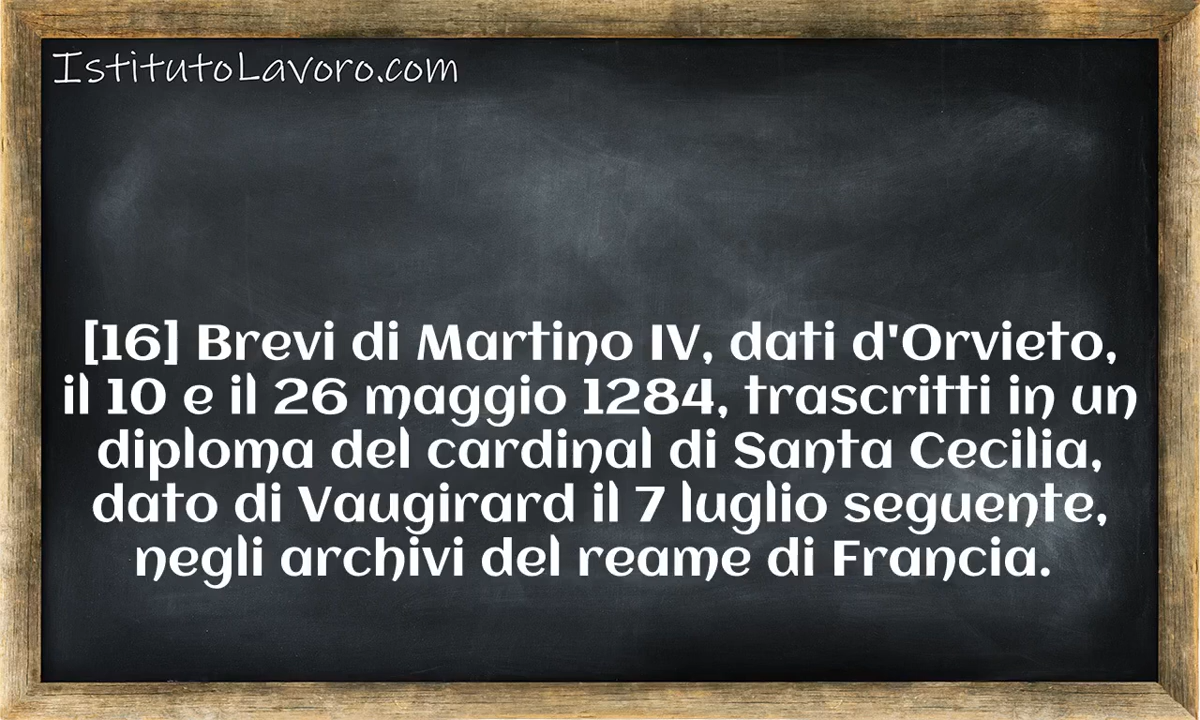 IstitutoLavoro.com
[16] Brevi di Martino IV, dati d'Orvieto,
il 10 e il 26 maggio 1284, trascritti in un
diploma del cardinal di Santa Cecilia,
dato di Vaugirard il 7 luglio seguente,
negli archivi del reame di Francia.